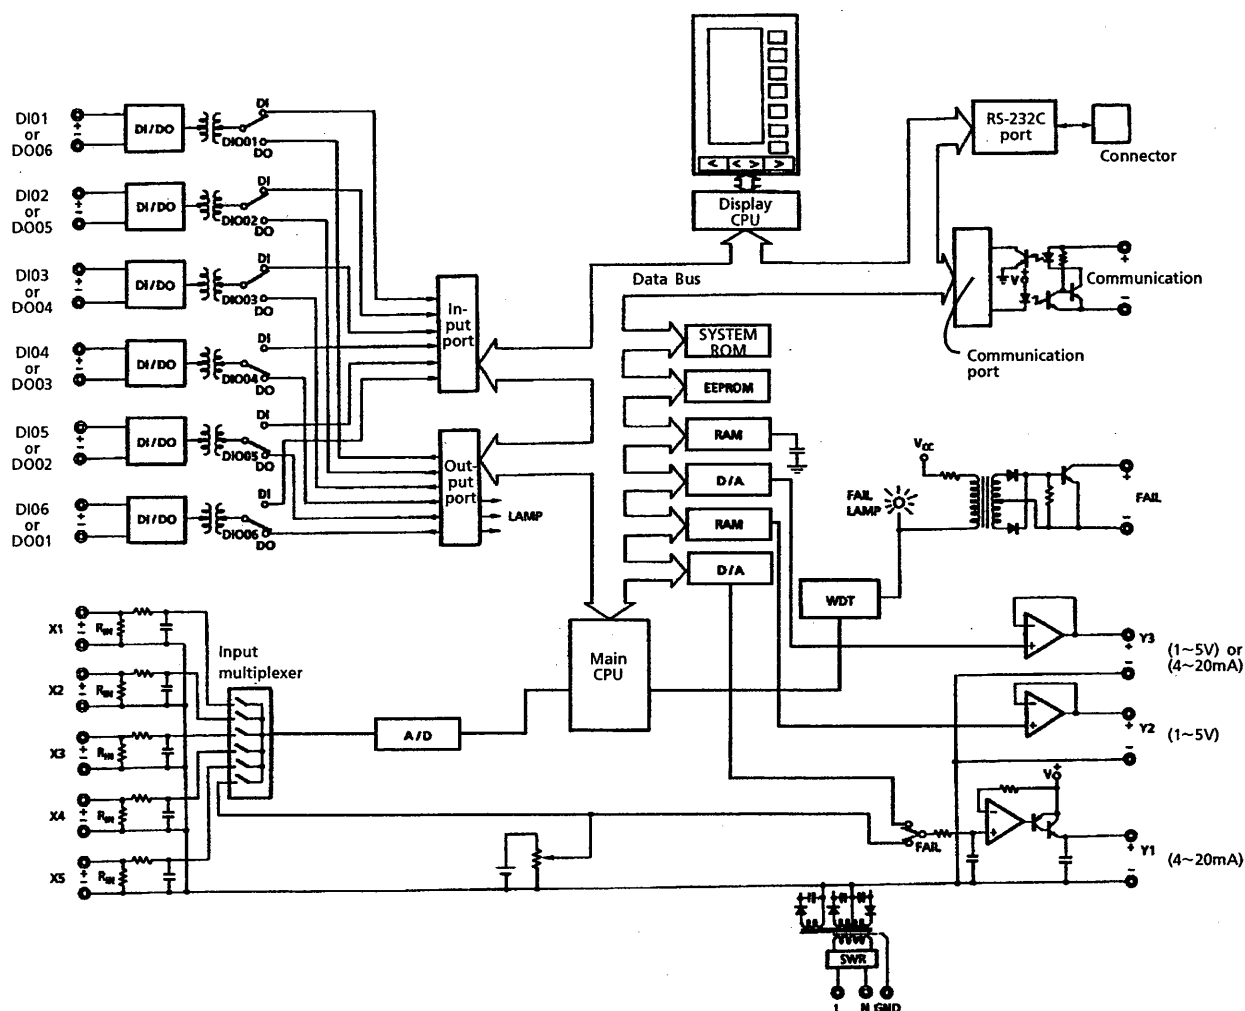 DI01
or
DO06
DI/DO
DI
DIO01
DO
DI02
or
DO05
DI/DO
DI
DIO02
DO
DI03
or
DO04
DI/DO
DI
DIO03
DO
DI04
or
DO03
DI/DO
DI
DIO04
DO
DI05
or
DO02
DI/DO
DI
DIO05
DO
DI06
or
DO01
DI/DO
DI
DIO06
DO
In-
put
port
Out-
put
port
LAMP
< < > >
Display
CPU
Data Bus
RS-232C
port
Connector
V
+
-
Communication
Communication
port
SYSTEM
ROM
EEPROM
RAM
D/A
RAM
D/A
VCC
FAIL
LAMP
+
FAIL
-
WDT
Main
CPU
A/D
Input
multiplexer
X1
RIN
X2
RIN
X3
RIN
X4
RIN
X5
RIN
Y3
+
-
(1~5V) or
(4~20mA)
Y2
+
-
(1~5V)
V+
FAIL
Y1
+
-
(4~20mA)
SWR
L N GND